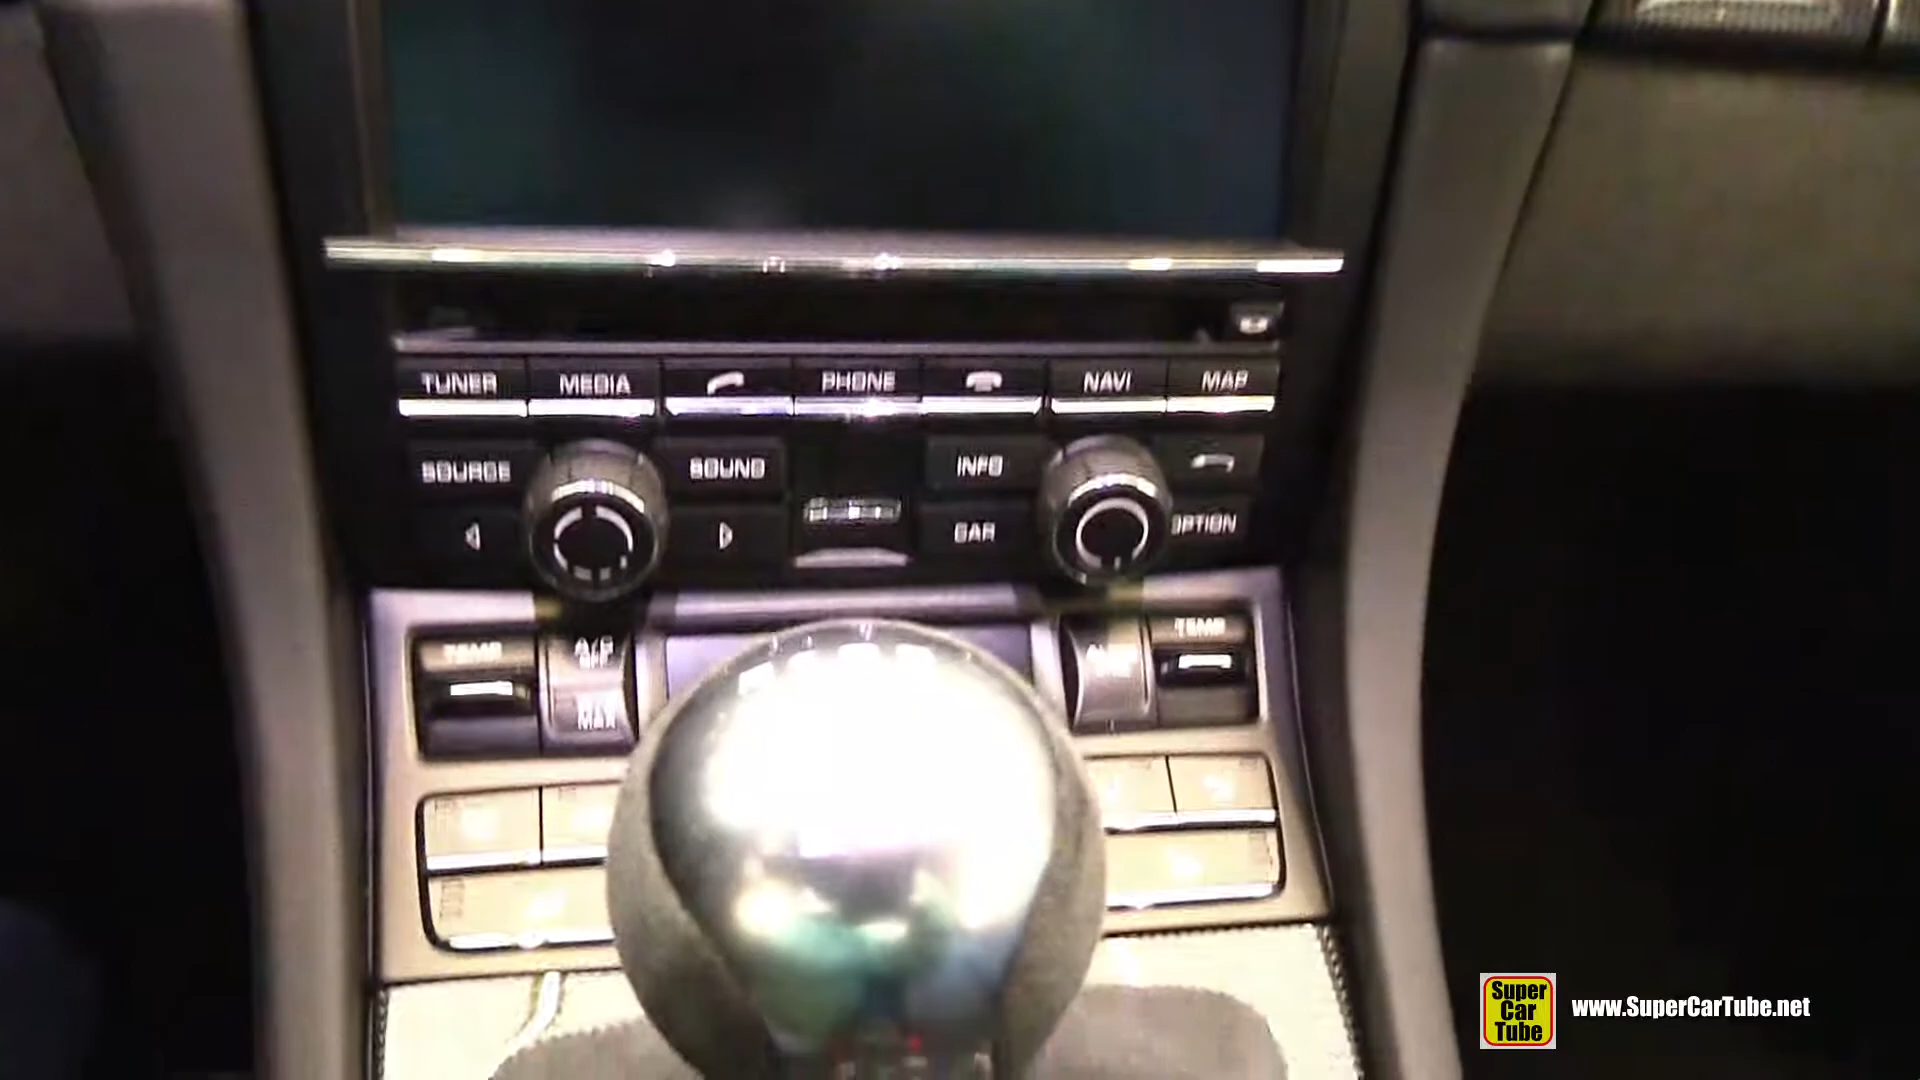 TUNER MEDIA PHONE NAVI MAP
SOURCE SOUND INFO
CAR OPTION
TEMP A/C OFF TEMP
MAX
Super
Car
Tube
www.SuperCarTube.net